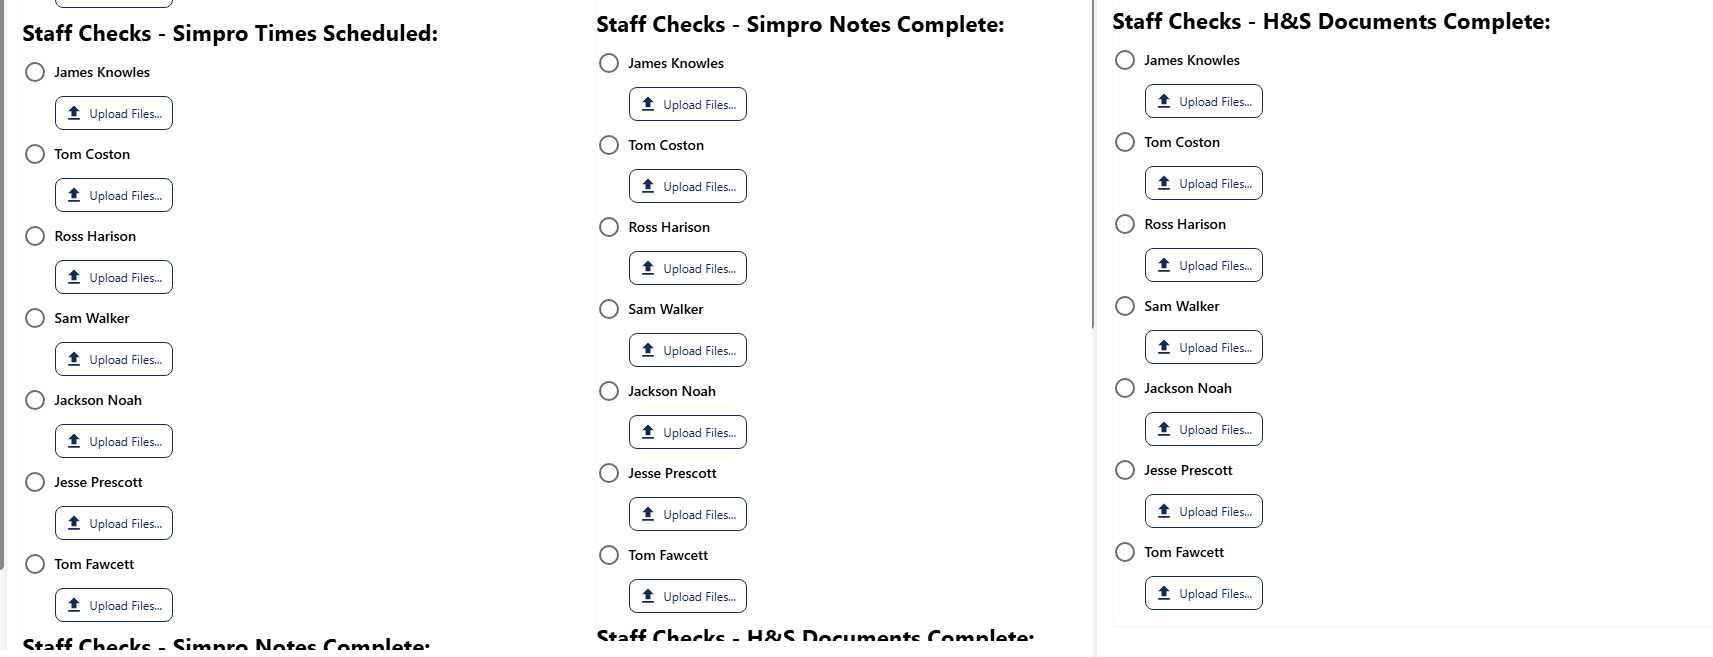 Staff Checks - Simpro Times Scheduled:
James Knowles
Upload Files...
Tom Coston
Upload Files...
Ross Harison
Upload Files...
Sam Walker
Upload Files...
Jackson Noah
Upload Files...
Jesse Prescott
Upload Files...
Tom Fawcett
Upload Files...
Staff Checks - Simpro Notes Complete:
Staff Checks - Simpro Notes Complete:
James Knowles
Upload Files...
Tom Coston
Upload Files...
Ross Harison
Upload Files...
Sam Walker
Upload Files...
Jackson Noah
Upload Files...
Jesse Prescott
Upload Files...
Tom Fawcett
Upload Files...
Staff Checks - H&S Documents Complete:
Staff Checks - H&S Documents Complete:
James Knowles
Upload Files...
Tom Coston
Upload Files...
Ross Harison
Upload Files...
Sam Walker
Upload Files...
Jackson Noah
Upload Files...
Jesse Prescott
Upload Files...
Tom Fawcett
Upload Files...